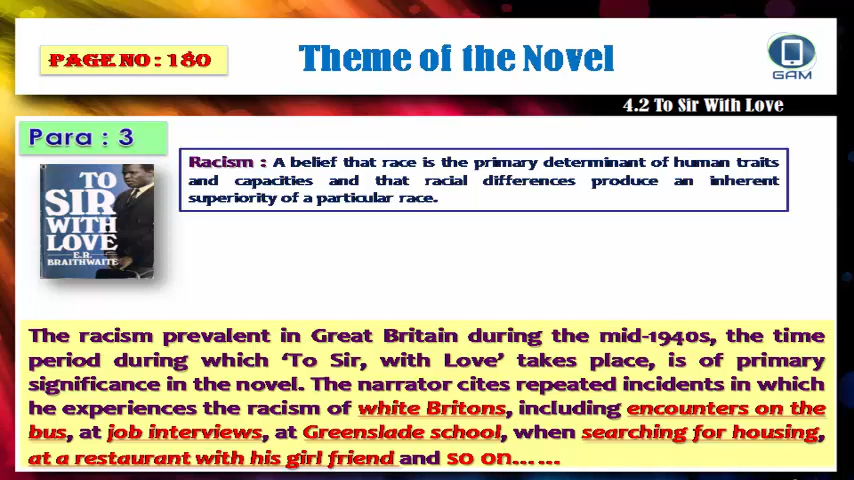 PAGE NO : 180
Theme of the Novel
GAM
4.2 To Sir With Love
Para : 3
TO
SIR
WITH
LOVE
E.R.
BRAITHWAITE
Racism : A belief that race is the primary determinant of human traits
and capacities and that racial differences produce an inherent
superiority of a particular race.
The racism prevalent in Great Britain during the mid-1940s, the time
period during which ‘To Sir, with Love’ takes place, is of primary
significance in the novel. The narrator cites repeated incidents in which
he experiences the racism of white Britons, including encounters on the
bus, at job interviews, at Greenslade school, when searching for housing,
at a restaurant with his girl friend and so on......